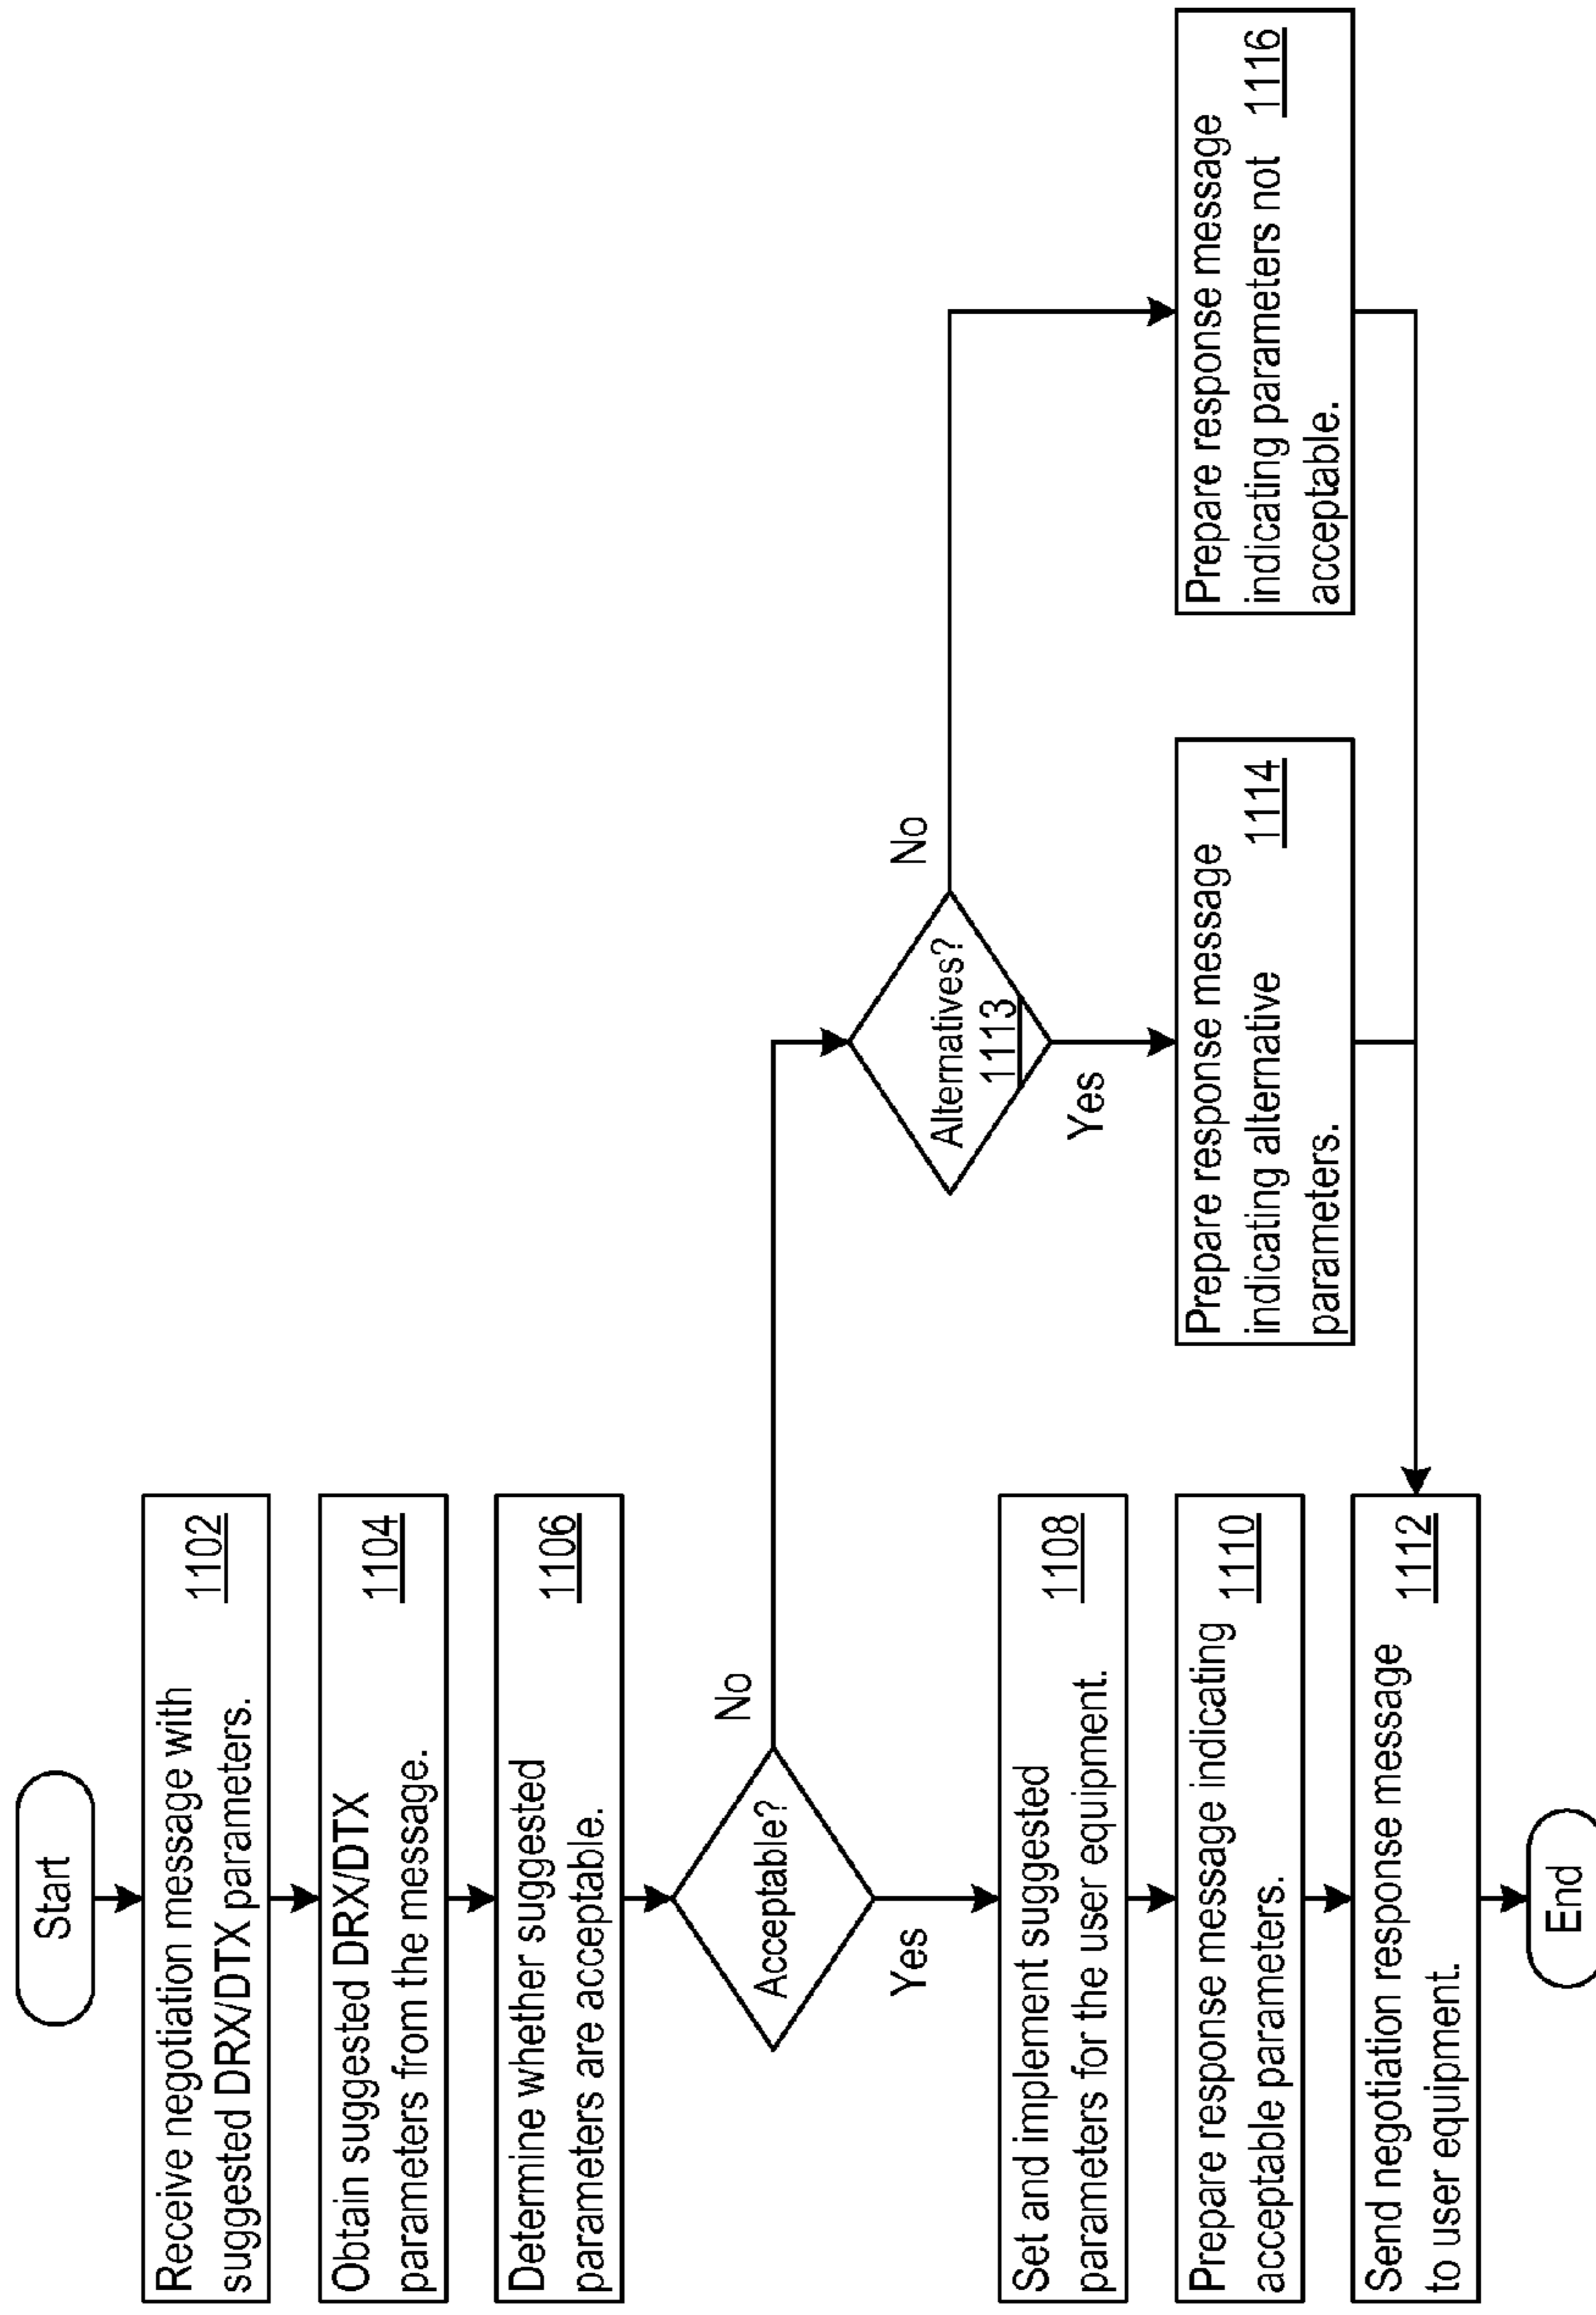 Start
Receive negotiation message with
suggested DRX/DTX parameters.
1102
Obtain suggested DRX/DTX
parameters from the message.
1104
Determine whether suggested
parameters are acceptable.
1106
Acceptable?
No
Yes
Alternatives?
1113
No
Yes
Set and implement suggested
parameters for the user equipment.
1108
Prepare response message indicating
acceptable parameters.
1110
Prepare response message
indicating alternative
parameters.
1114
Prepare response message
indicating parameters not
acceptable.
1116
Send negotiation response message
to user equipment.
1112
End